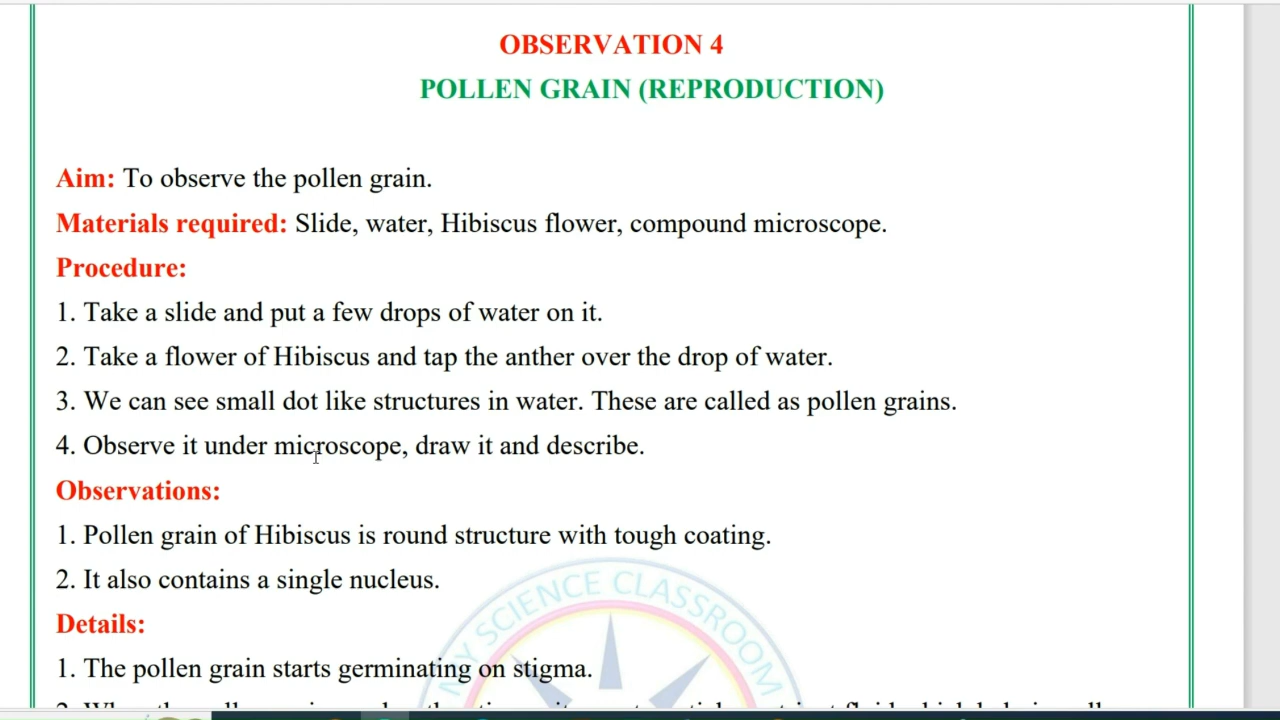 OBSERVATION 4
POLLEN GRAIN (REPRODUCTION)
Aim: To observe the pollen grain.
Materials required: Slide, water, Hibiscus flower, compound microscope.
Procedure:
1. Take a slide and put a few drops of water on it.
2. Take a flower of Hibiscus and tap the anther over the drop of water.
3. We can see small dot like structures in water. These are called as pollen grains.
4. Observe it under microscope, draw it and describe.
Observations:
1. Pollen grain of Hibiscus is round structure with tough coating.
2. It also contains a single nucleus.
MY SCIENCE CLASSROOM
Details:
1. The pollen grain starts germinating on stigma.